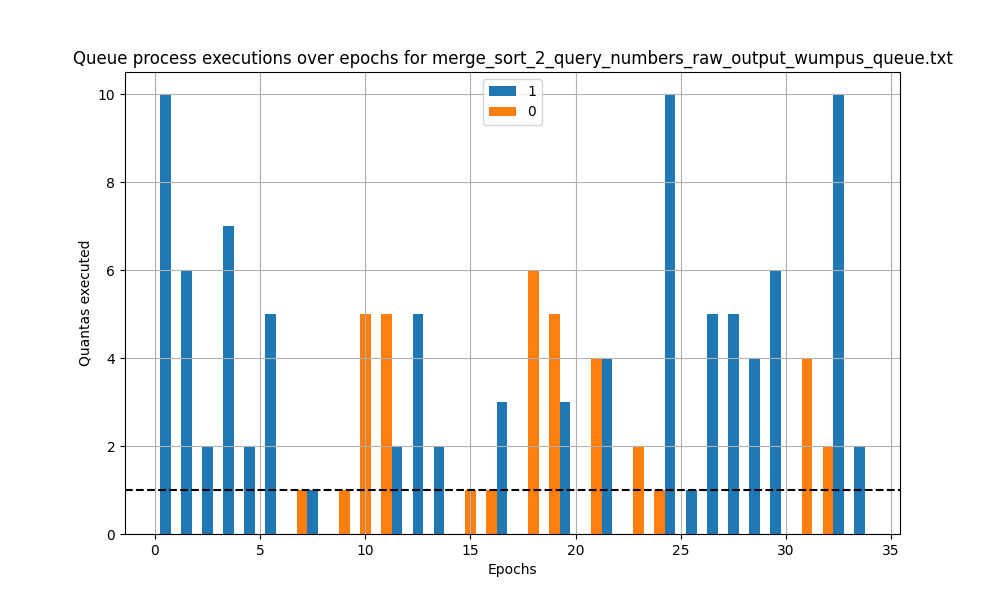 Queue process executions over epochs for merge_sort_2_query_numbers_raw_output_wumpus_queue.txt
1
0
10
8
6
4
2
0
Quantas executed
0 5 10 15 20 25 30 35
Epochs